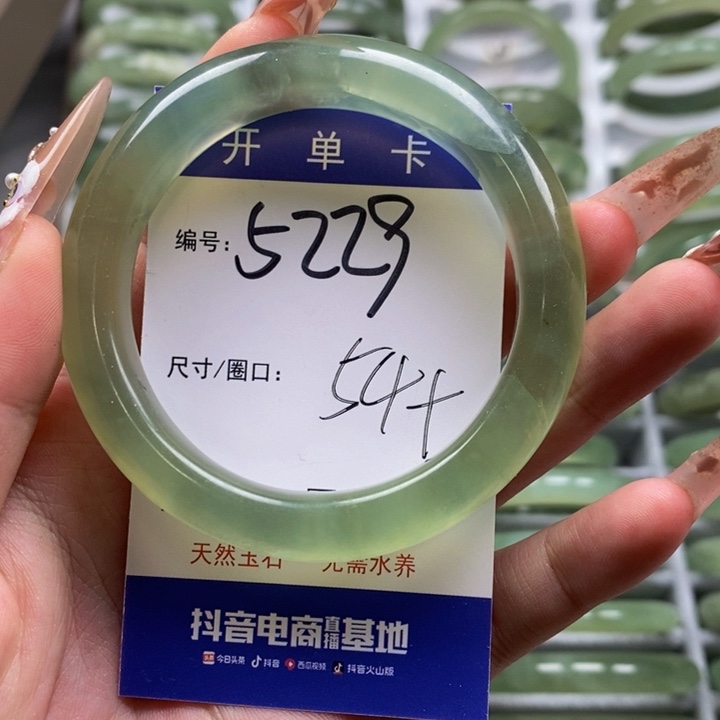 开单卡
编号：5229
尺寸/圈口：54+
天然玉石 无需水养
抖音电商直播基地
今日头条 抖音 西瓜视频 抖音火山版